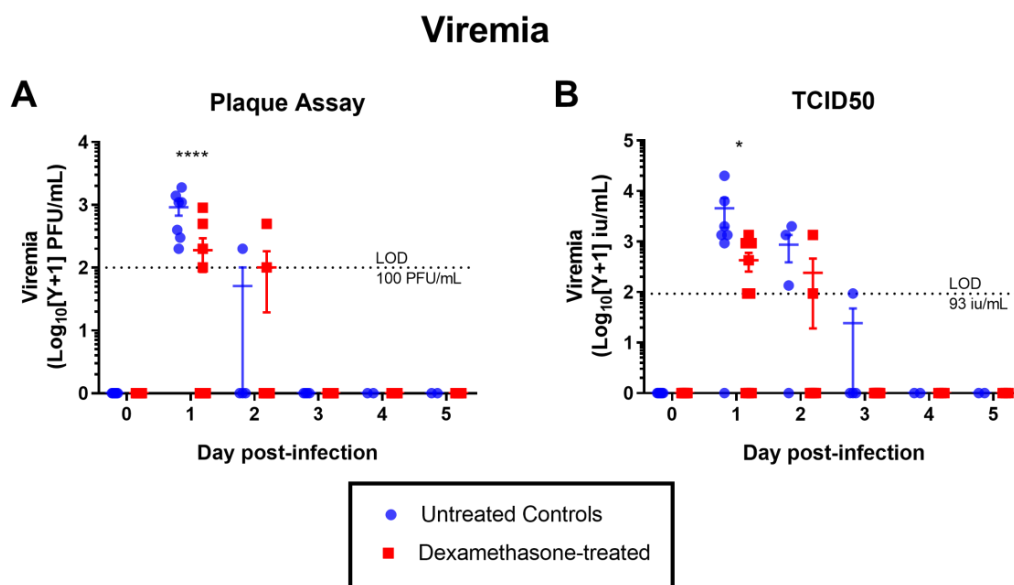 Viremia
A
Plaque Assay
Viremia
(Log10[Y+1] PFU/mL)
4
3
2
1
0
****
LOD
100 PFU/mL
0 1 2 3 4 5
Day post-infection
B
TCID50
Viremia
(Log10[Y+1] iu/mL)
5
4
3
2
1
0
*
LOD
93 iu/mL
0 1 2 3 4 5
Day post-infection
Untreated Controls
Dexamethasone-treated